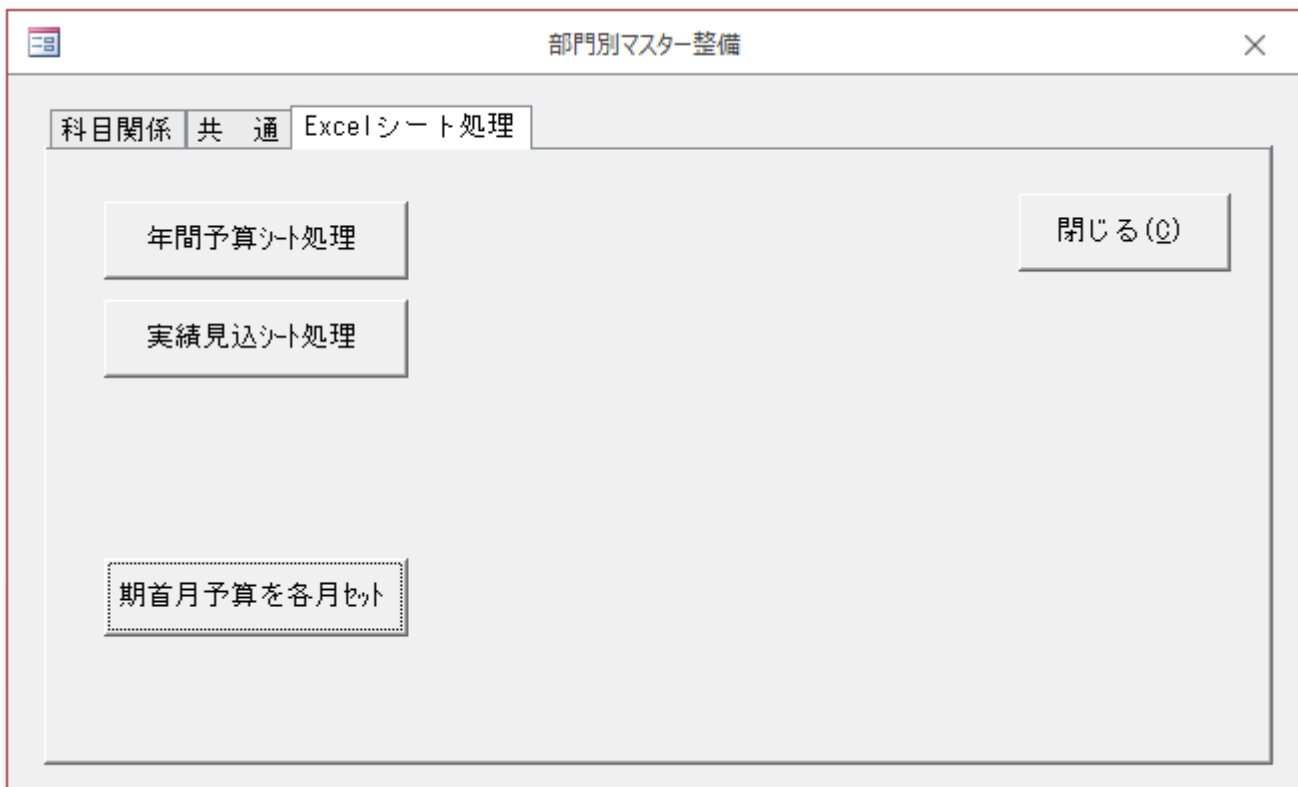 部門別マスター整備
科目関係 共　通 Excelシート処理
年間予算ｼｰﾄ処理 閉じる(C)
実績見込ｼｰﾄ処理
期首月予算を各月ｾｯﾄ